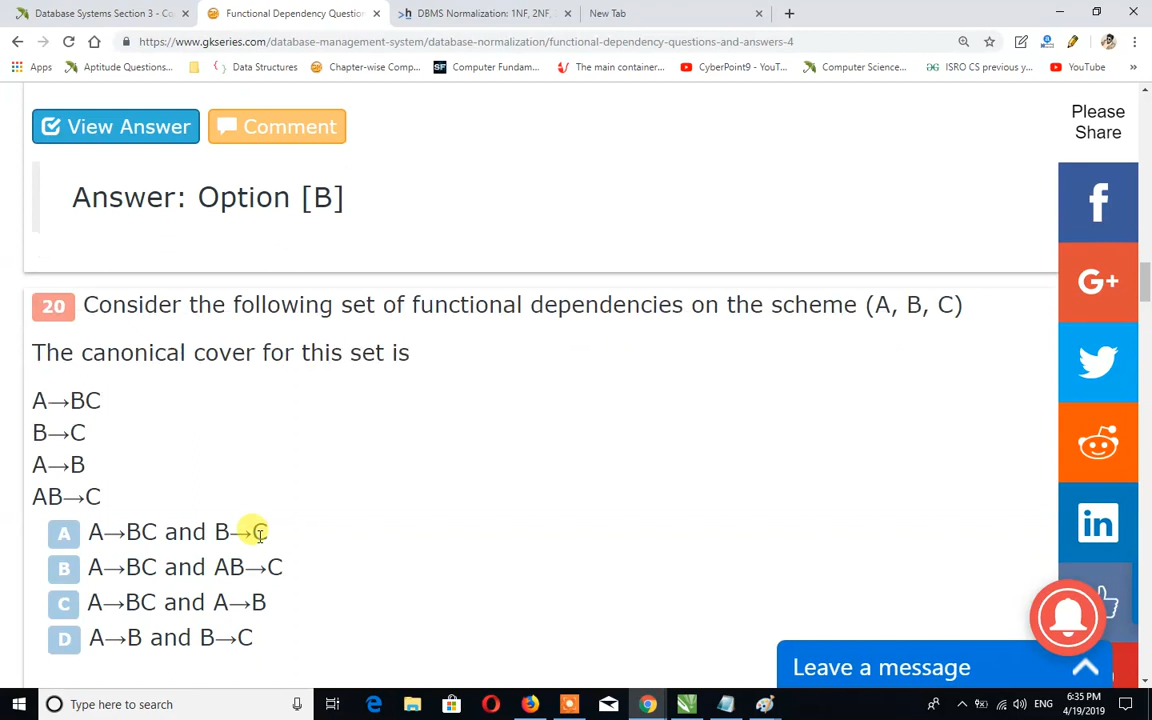 Database Systems Section 3 - Co
Functional Dependency Question
DBMS Normalization: 1NF, 2NF,
New Tab
https://www.gkseries.com/database-management-system/database-normalization/functional-dependency-questions-and-answers-4
Apps
Aptitude Questions...
Data Structures
Chapter-wise Comp...
SF Computer Fundam...
The main container...
CyberPoint9 - YouT...
Computer Science...
ISRO CS previous y...
YouTube
»
Please
Share
View Answer
Comment
Answer: Option [B]
20 Consider the following set of functional dependencies on the scheme (A, B, C)
The canonical cover for this set is
A→BC
B→C
A→B
AB→C
A A→BC and B→C
B A→BC and AB→C
C A→BC and A→B
D A→B and B→C
f
G+
in
Leave a message
Type here to search
ENG
6:35 PM
4/19/2019